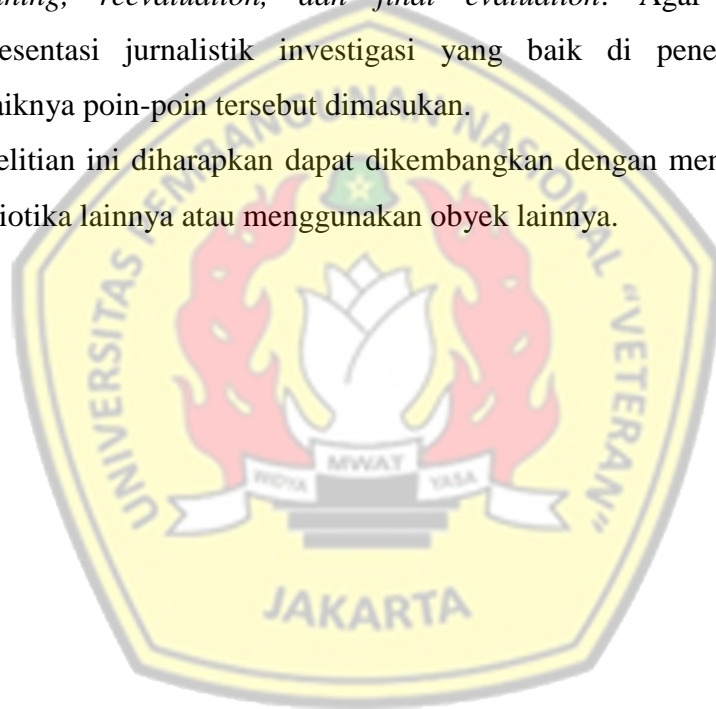 ning, reevaluation, dan final evaluation. Agar
esentasi jurnalistik investigasi yang baik di pene
iknya poin-poin tersebut dimasukan.
elitian ini diharapkan dapat dikembangkan dengan men
iotika lainnya atau menggunakan obyek lainnya.
UNIVERSITAS PEMBANGUNAN NASIONAL "VETERAN"
WIDYA MWAT YASA
JAKARTA